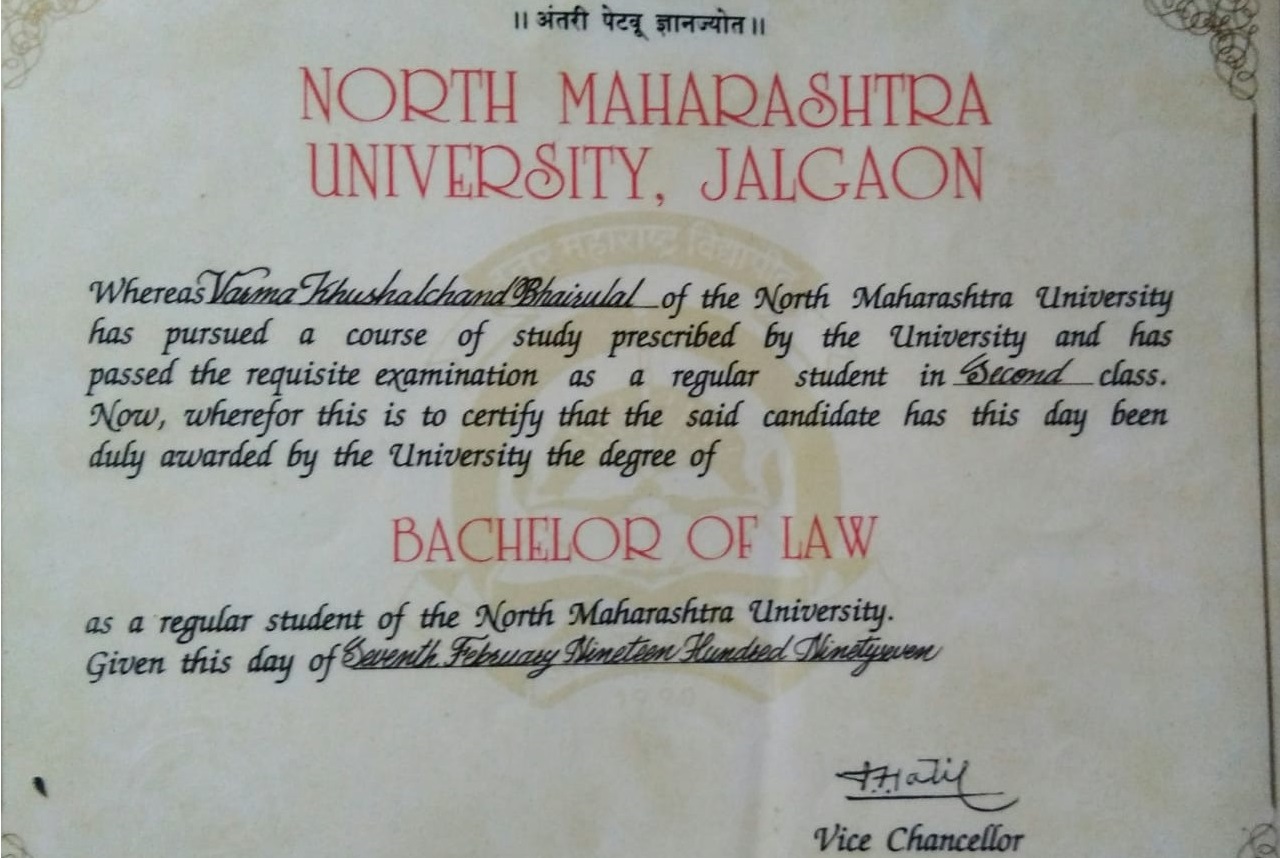 ॥ अंतरी पेटवू ज्ञानज्योत ॥
NORTH MAHARASHTRA
UNIVERSITY, JALGAON
Whereas Varma Khushalchand Bhairulal of the North Maharashtra University
has pursued a course of study prescribed by the University and has
passed the requisite examination as a regular student in Second class.
Now, wherefor this is to certify that the said candidate has this day been
duly awarded by the University the degree of
BACHELOR OF LAW
as a regular student of the North Maharashtra University.
Given this day of Seventh February Nineteen Hundred Ninetyseven
Vice Chancellor